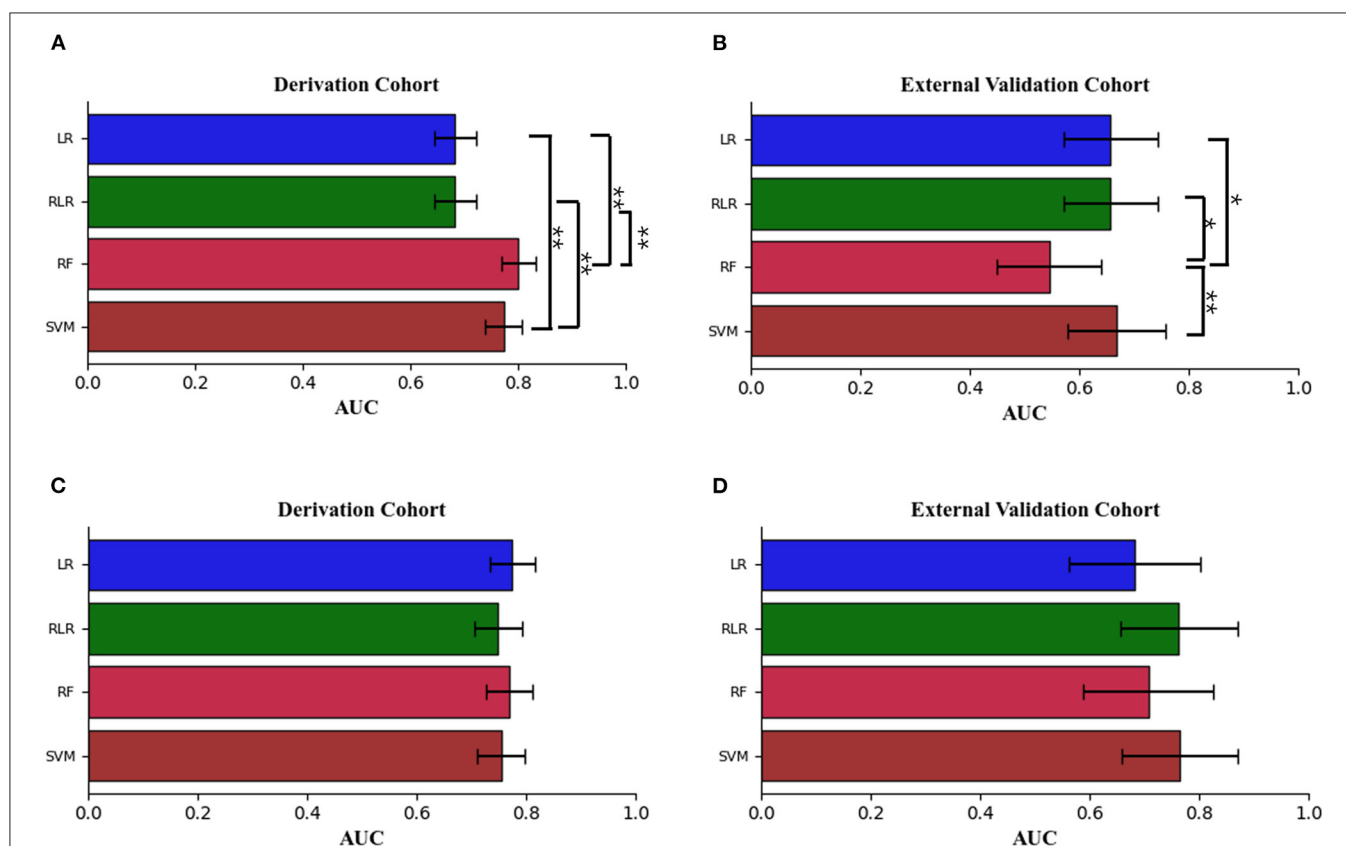 A
B
Derivation Cohort
External Validation Cohort
LR
RLR
RF
SVM
**
**
**
**
0.0 0.2 0.4 0.6 0.8 1.0
AUC
LR
RLR
RF
SVM
*
*
**
0.0 0.2 0.4 0.6 0.8 1.0
AUC
C
D
Derivation Cohort
External Validation Cohort
LR
RLR
RF
SVM
0.0 0.2 0.4 0.6 0.8 1.0
AUC
LR
RLR
RF
SVM
0.0 0.2 0.4 0.6 0.8 1.0
AUC